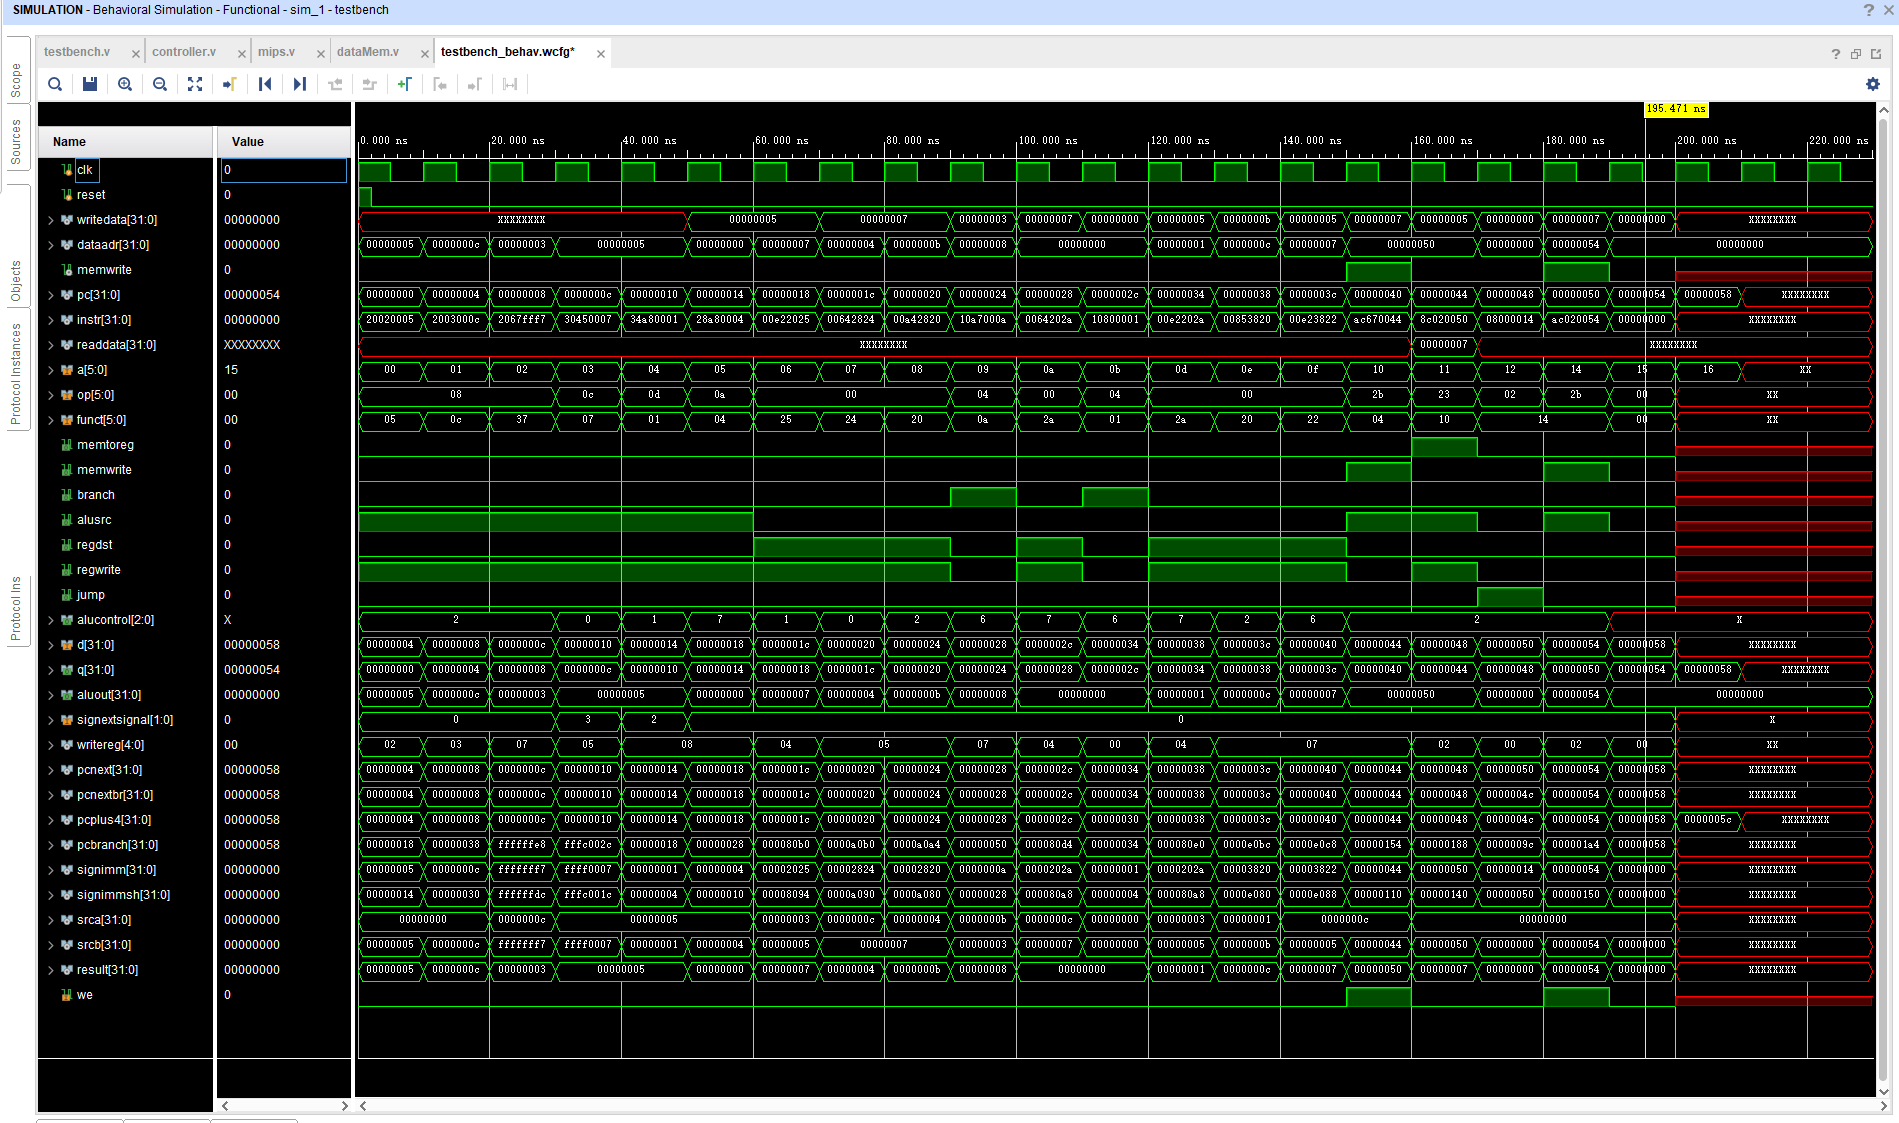 SIMULATION - Behavioral Simulation - Functional - sim_1 - testbench
testbench.v controller.v mips.v dataMem.v testbench_behav.wcfg*
Scope
Sources
Objects
Protocol Instances
Protocol Ins
195.471 ns
Name Value
0.000 ns 20.000 ns 40.000 ns 60.000 ns 80.000 ns 100.000 ns 120.000 ns 140.000 ns 160.000 ns 180.000 ns 200.000 ns 220.000 ns
clk 0
reset 0
writedata[31:0] 00000000 XXXXXXXX 00000005 00000007 00000003 00000007 00000000 00000005 0000000b 00000005 00000007 00000005 00000000 00000007 00000000 XXXXXXXX
dataadr[31:0] 00000000 00000005 0000000c 00000003 00000005 00000000 00000007 00000004 0000000b 00000008 00000000 00000001 0000000c 00000007 00000050 00000000 00000054 00000000
memwrite 0
pc[31:0] 00000054 00000000 00000004 00000008 0000000c 00000010 00000014 00000018 0000001c 00000020 00000024 00000028 0000002c 00000034 00000038 0000003c 00000040 00000044 00000048 00000050 00000054 00000058 XXXXXXXX
instr[31:0] 00000000 20020005 2003000c 2067fff7 30450007 34a80001 28a80004 00e22025 00642824 00a42820 10a7000a 0064202a 10800001 00e2202a 00853820 00e23822 ac670044 8c020050 08000014 ac020054 00000000 XXXXXXXX
readdata[31:0] XXXXXXXX XXXXXXXX 00000007 XXXXXXXX
a[5:0] 15 00 01 02 03 04 05 06 07 08 09 0a 0b 0d 0e 0f 10 11 12 14 15 16 XX
op[5:0] 00 08 0c 0d 0a 00 04 00 04 00 2b 23 02 2b 00 XX
funct[5:0] 00 05 0c 37 07 01 04 25 24 20 0a 2a 01 2a 20 22 04 10 14 00 XX
memtoreg 0
memwrite 0
branch 0
alusrc 0
regdst 0
regwrite 0
jump 0
alucontrol[2:0] X 2 0 1 7 1 0 2 6 7 6 7 2 6 2 X
d[31:0] 00000058 00000004 00000008 0000000c 00000010 00000014 00000018 0000001c 00000020 00000024 00000028 0000002c 00000034 00000038 0000003c 00000040 00000044 00000048 00000050 00000054 00000058 XXXXXXXX
q[31:0] 00000054 00000000 00000004 00000008 0000000c 00000010 00000014 00000018 0000001c 00000020 00000024 00000028 0000002c 00000034 00000038 0000003c 00000040 00000044 00000048 00000050 00000054 00000058 XXXXXXXX
aluout[31:0] 00000000 00000005 0000000c 00000003 00000005 00000000 00000007 00000004 0000000b 00000008 00000000 00000001 0000000c 00000007 00000050 00000000 00000054 00000000
signextsignal[1:0] 0 0 3 2 0 X
writereg[4:0] 00 02 03 07 05 08 04 05 07 04 00 04 07 02 00 02 00 XX
pcnext[31:0] 00000058 00000004 00000008 0000000c 00000010 00000014 00000018 0000001c 00000020 00000024 00000028 0000002c 00000034 00000038 0000003c 00000040 00000044 00000048 00000050 00000054 00000058 XXXXXXXX
pcnextbr[31:0] 00000058 00000004 00000008 0000000c 00000010 00000014 00000018 0000001c 00000020 00000024 00000028 0000002c 00000034 00000038 0000003c 00000040 00000044 00000048 0000004c 00000054 00000058 XXXXXXXX
pcplus4[31:0] 00000058 00000004 00000008 0000000c 00000010 00000014 00000018 0000001c 00000020 00000024 00000028 0000002c 00000030 00000038 0000003c 00000040 00000044 00000048 0000004c 00000054 00000058 0000005c XXXXXXXX
pcbranch[31:0] 00000058 00000018 00000038 ffffffe8 fffc002c 00000018 00000028 000080b0 0000a0b0 0000a0a4 00000050 000080d4 00000034 000080e0 0000e0bc 0000e0c8 00000154 00000188 0000009c 000001a4 00000058 XXXXXXXX
signimm[31:0] 00000000 00000005 0000000c fffffff7 ffff0007 00000001 00000004 00002025 00002824 00002820 0000000a 0000202a 00000001 0000202a 00003820 00003822 00000044 00000050 00000014 00000054 00000000 XXXXXXXX
signimmsh[31:0] 00000000 00000014 00000030 ffffffdc fffc001c 00000004 00000010 00008094 0000a090 0000a080 00000028 000080a8 00000004 000080a8 0000e080 0000e088 00000110 00000140 00000050 00000150 00000000 XXXXXXXX
srca[31:0] 00000000 00000000 0000000c 00000005 00000003 0000000c 00000004 0000000b 0000000c 00000000 00000003 00000001 0000000c 00000000 XXXXXXXX
srcb[31:0] 00000000 00000005 0000000c fffffff7 ffff0007 00000001 00000004 00000005 00000007 00000003 00000007 00000000 00000005 0000000b 00000005 00000044 00000050 00000000 00000054 00000000 XXXXXXXX
result[31:0] 00000000 00000005 0000000c 00000003 00000005 00000000 00000007 00000004 0000000b 00000008 00000000 00000001 0000000c 00000007 00000050 00000007 00000000 00000054 00000000 XXXXXXXX
we 0